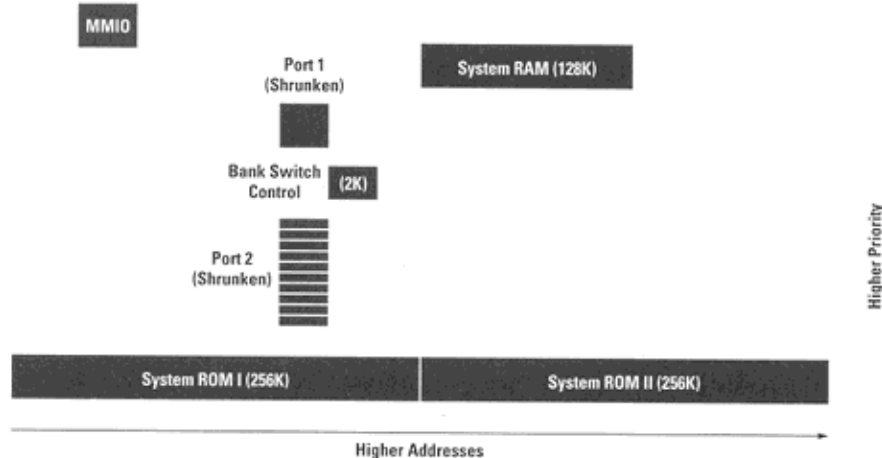 MMIO
Port 1
(Shrunken)
System RAM (128K)
Bank Switch
Control
(2K)
Port 2
(Shrunken)
Higher Priority
System ROM I (256K)
System ROM II (256K)
Higher Addresses